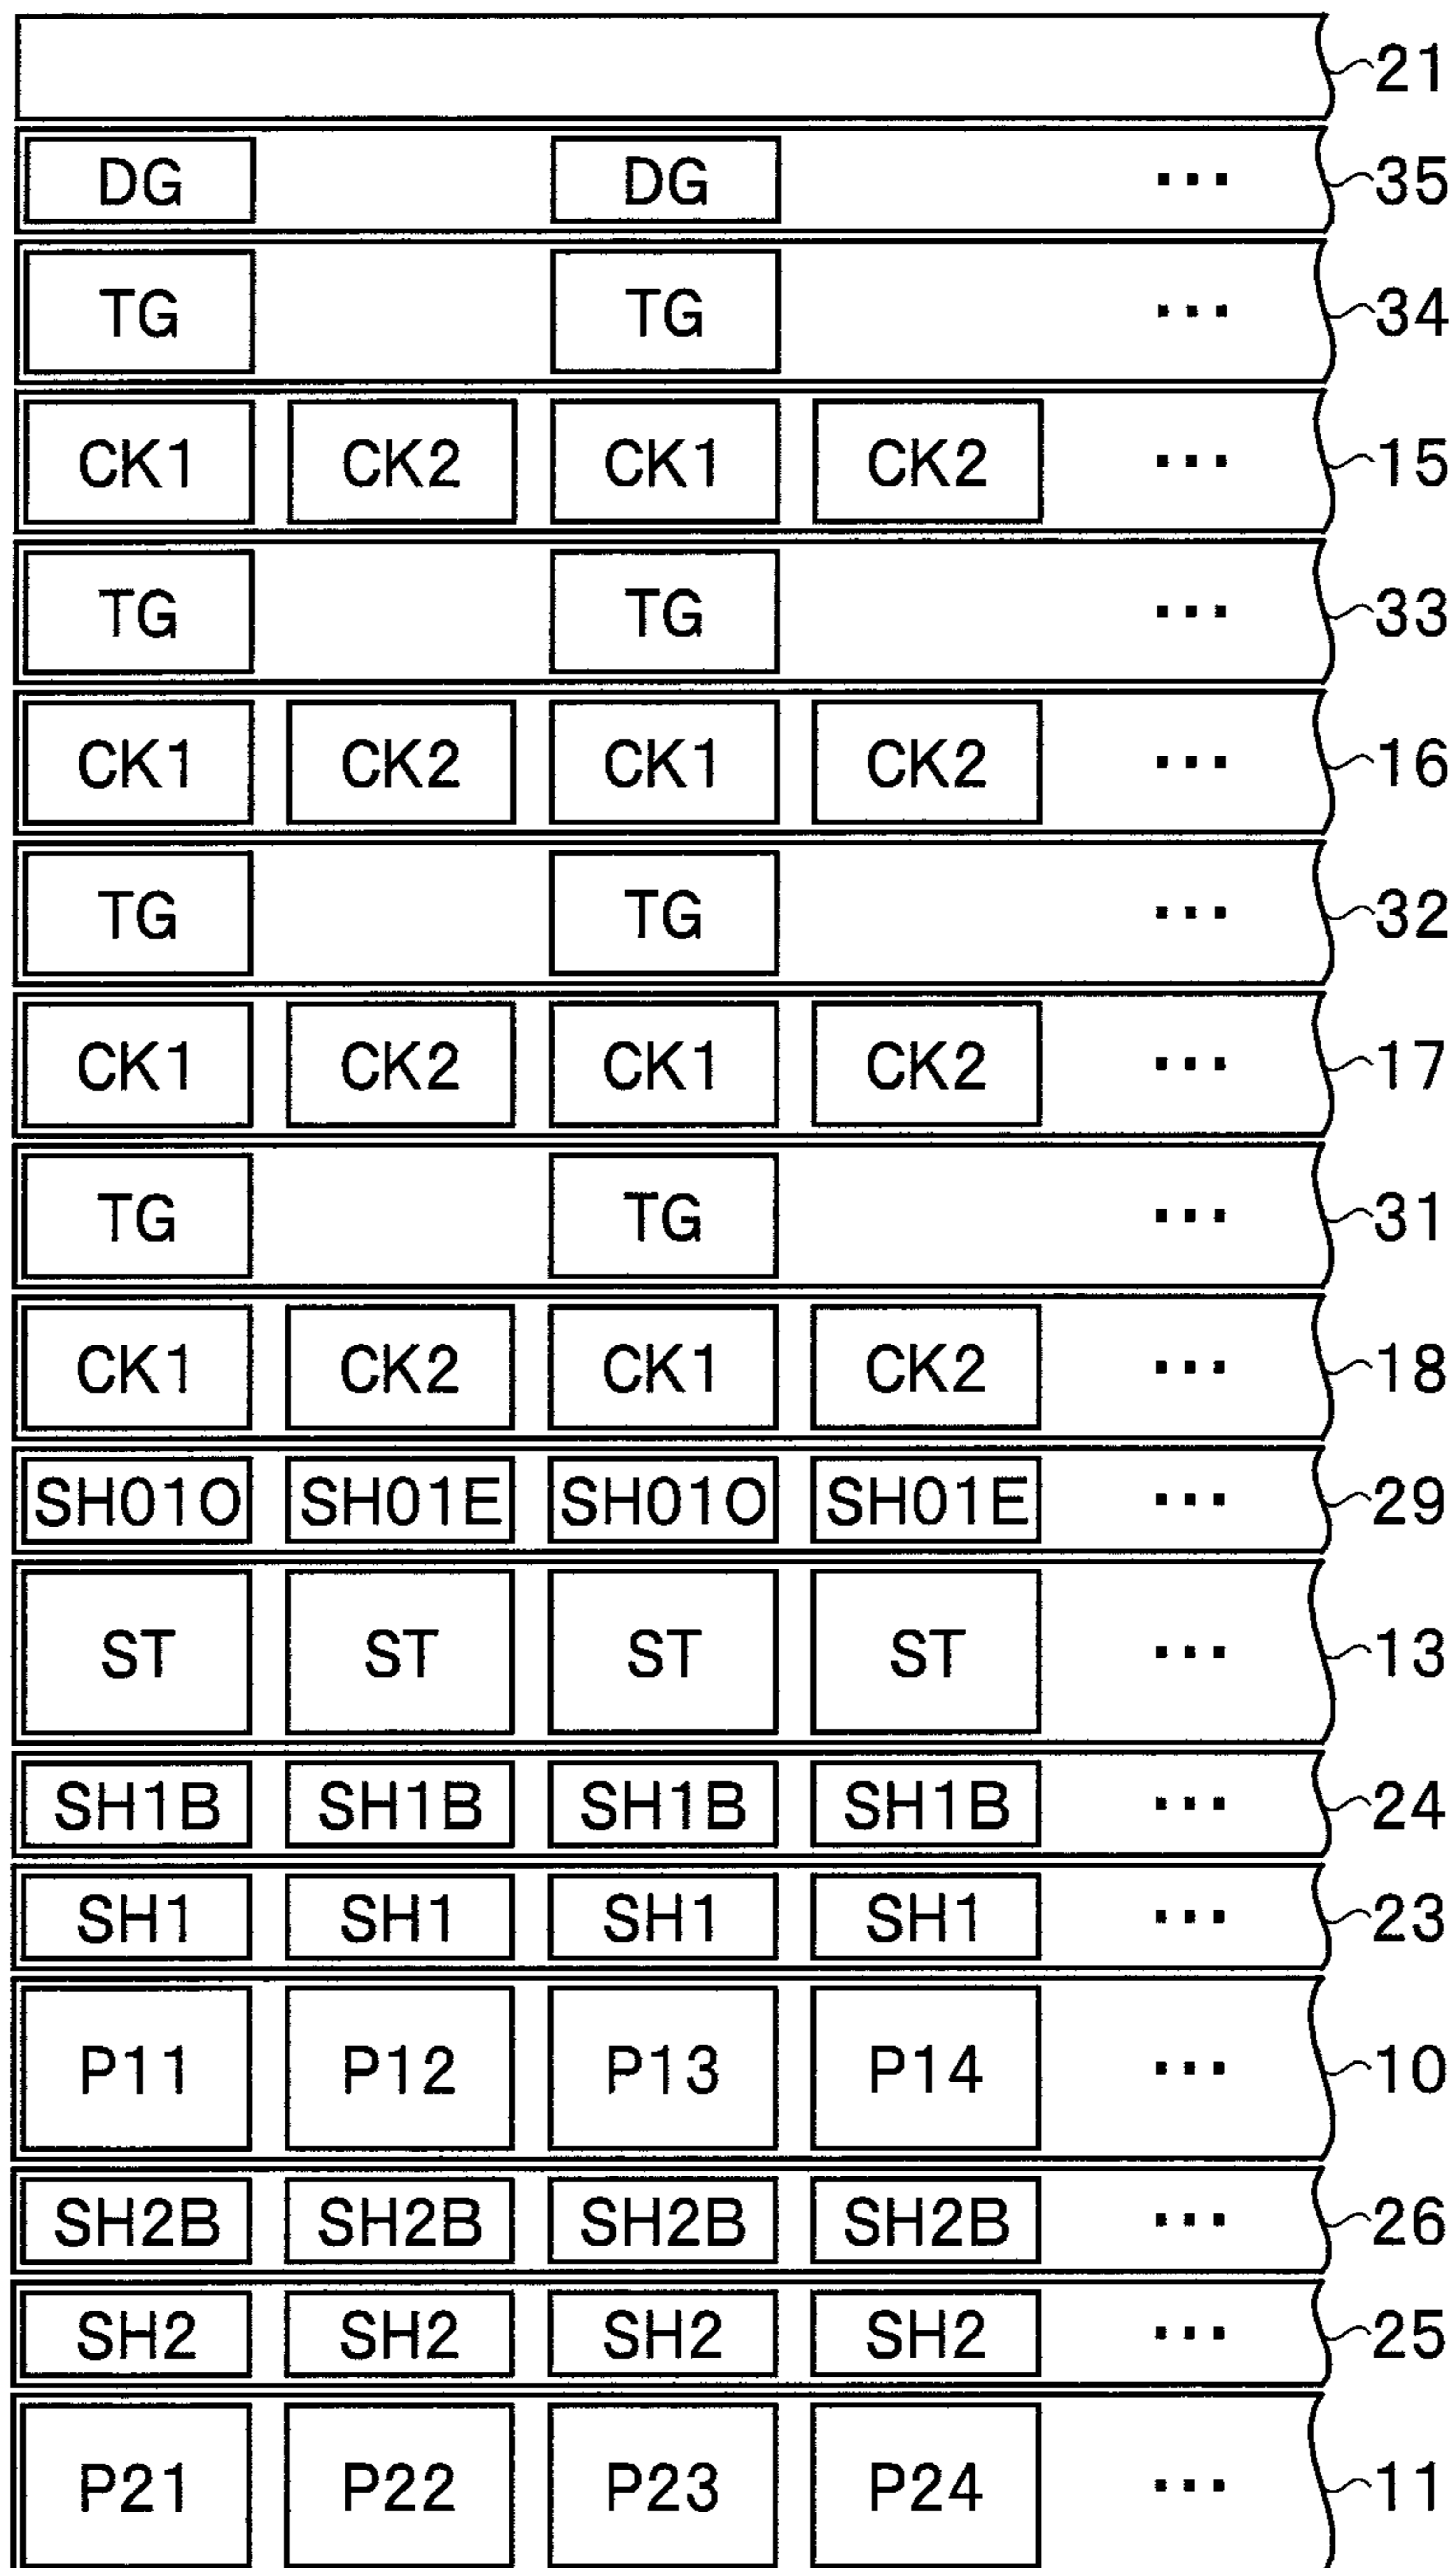 21
DG DG ... 35
TG TG ... 34
CK1 CK2 CK1 CK2 ... 15
TG TG ... 33
CK1 CK2 CK1 CK2 ... 16
TG TG ... 32
CK1 CK2 CK1 CK2 ... 17
TG TG ... 31
CK1 CK2 CK1 CK2 ... 18
SH01O SH01E SH01O SH01E ... 29
ST ST ST ST ... 13
SH1B SH1B SH1B SH1B ... 24
SH1 SH1 SH1 SH1 ... 23
P11 P12 P13 P14 ... 10
SH2B SH2B SH2B SH2B ... 26
SH2 SH2 SH2 SH2 ... 25
P21 P22 P23 P24 ... 11